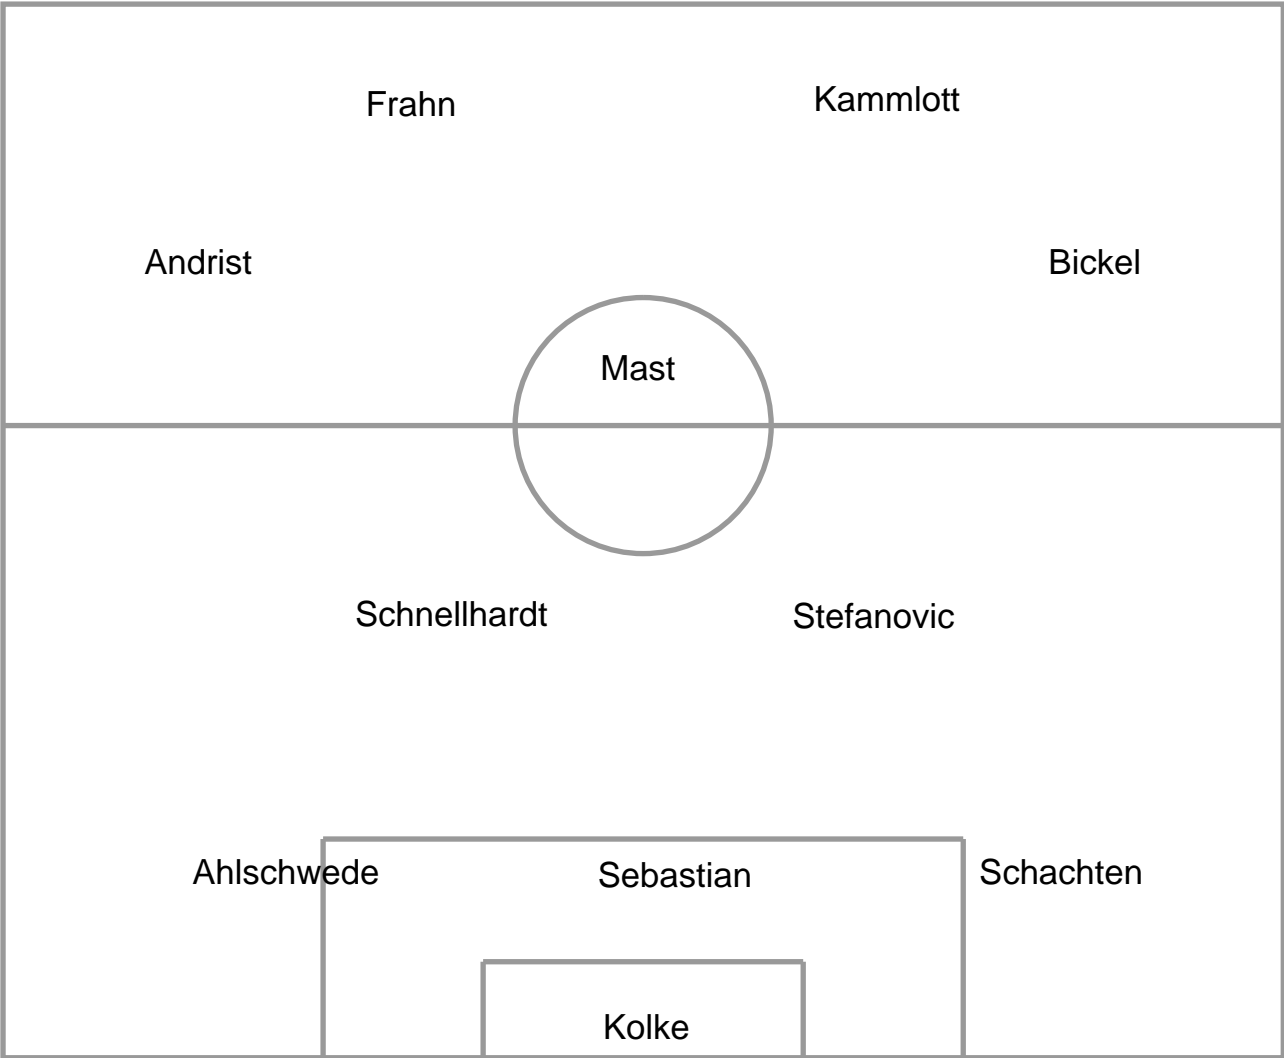 Frahn
Kammlott
Andrist
Bickel
Mast
Schnellhardt
Stefanovic
Ahlschwede
Sebastian
Schachten
Kolke